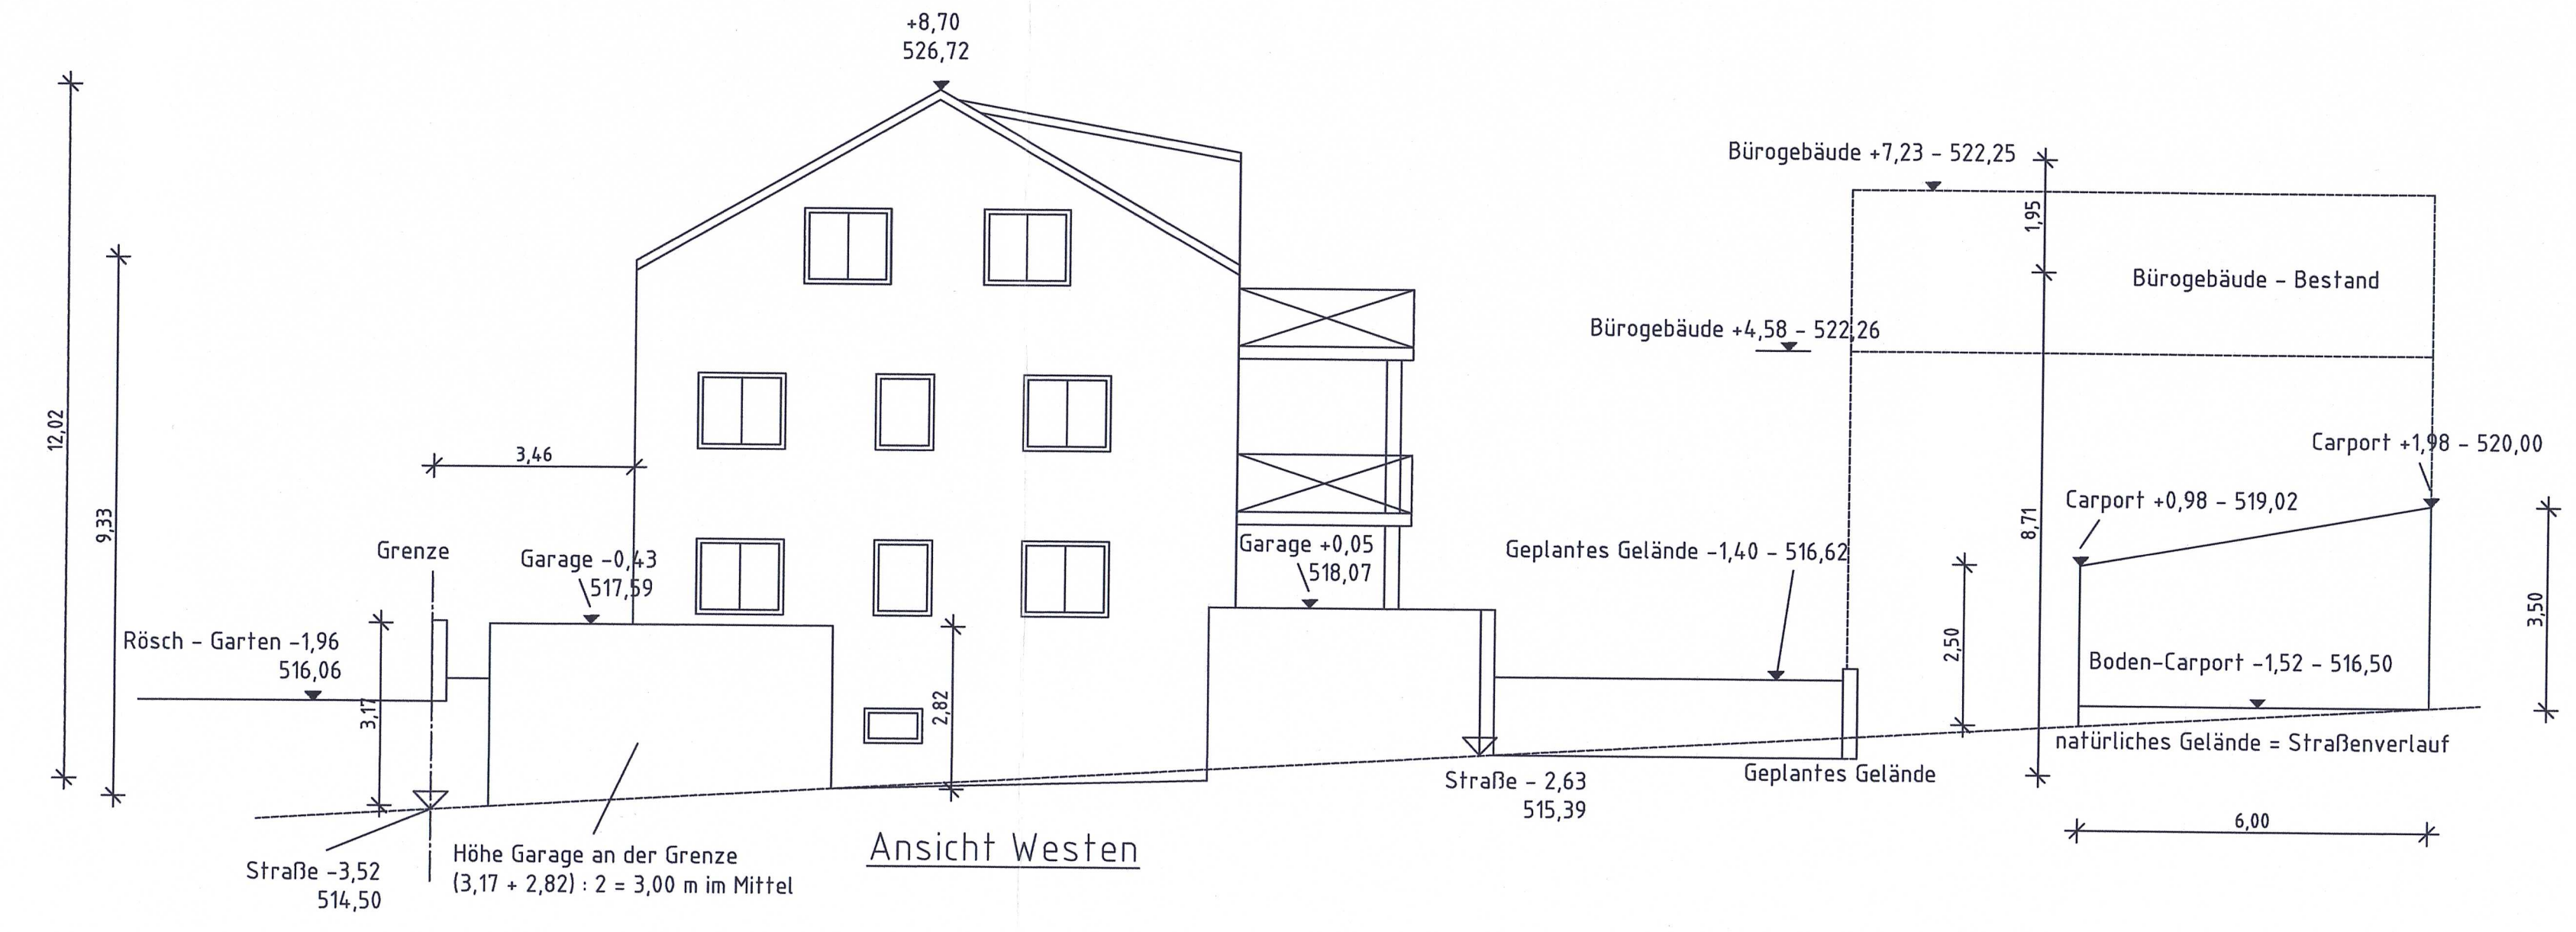 +8,70
526,72
Bürogebäude +7,23 – 522,25
1,95
Bürogebäude – Bestand
Bürogebäude +4,58 – 522,26
12,02
9,33
3,46
Carport +1,98 – 520,00
Carport +0,98 – 519,02
8,71
Grenze
Garage –0,43
517,59
Garage +0,05
518,07
Geplantes Gelände –1,40 – 516,62
3,50
2,50
Rösch – Garten –1,96
516,06
3,17
2,82
Boden-Carport –1,52 – 516,50
natürliches Gelände = Straßenverlauf
Geplantes Gelände
Straße – 2,63
515,39
6,00
Ansicht Westen
Höhe Garage an der Grenze
(3,17 + 2,82) : 2 = 3,00 m im Mittel
Straße –3,52
514,50